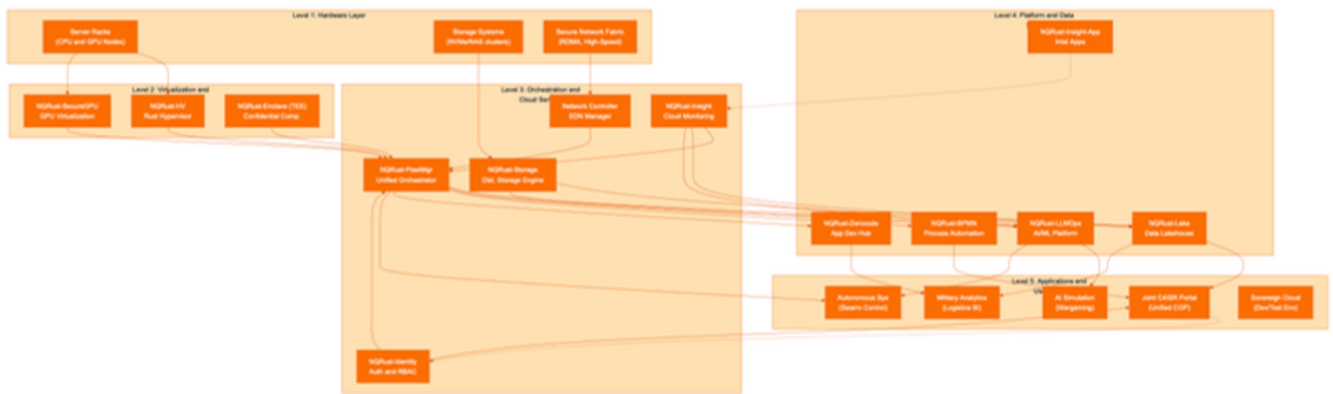 Level 1: Hardware Layer
Server Racks
(CPU and GPU Nodes)
Storage Systems
(NVMe/NAS clusters)
Secure Network Fabric
(RDMA, High-Speed)
Level 4: Platform and Data
NQRust-Insight-App
Intel Apps
Level 2: Virtualization and
NQRust-SecureGPU
GPU Virtualization
NQRust-HV
Rust Hypervisor
NQRust-Enclave (TEE)
Confidential Comp.
Level 3: Orchestration and
Cloud
Network Controller
SDN Manager
NQRust-Insight
Cloud Monitoring
NQRust-FleetMgr
Unified Orchestrator
NQRust-Storage
Dist. Storage Engine
NQRust-Zerocode
App Dev Hub
NQRust-BPMN
Process Automation
NQRust-LLMOps
AI/ML Platform
NQRust-Lake
Data Lakehouse
Level 5: Applications and
Autonomous Sys
(Swarm Control)
Military Analytics
(Logistics BI)
AI Simulation
(Wargaming)
Joint C4ISR Portal
(Unified COP)
Sovereign Cloud
(Dev/Test Env)
NQRust-Identity
Auth and RBAC